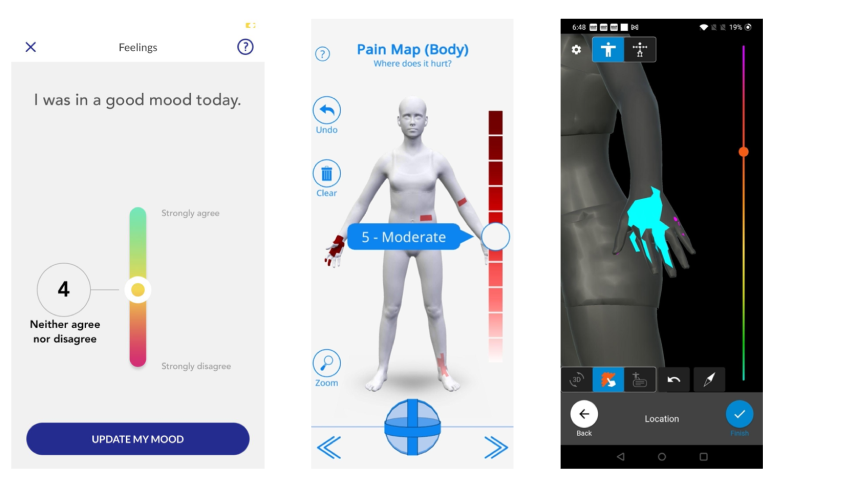 Feelings
?
I was in a good mood today.
Strongly agree
4
Neither agree
nor disagree
Strongly disagree
UPDATE MY MOOD
?
Pain Map (Body)
Where does it hurt?
Undo
Clear
5 - Moderate
Zoom
6:48
19%
3D
Back
Location
Finish